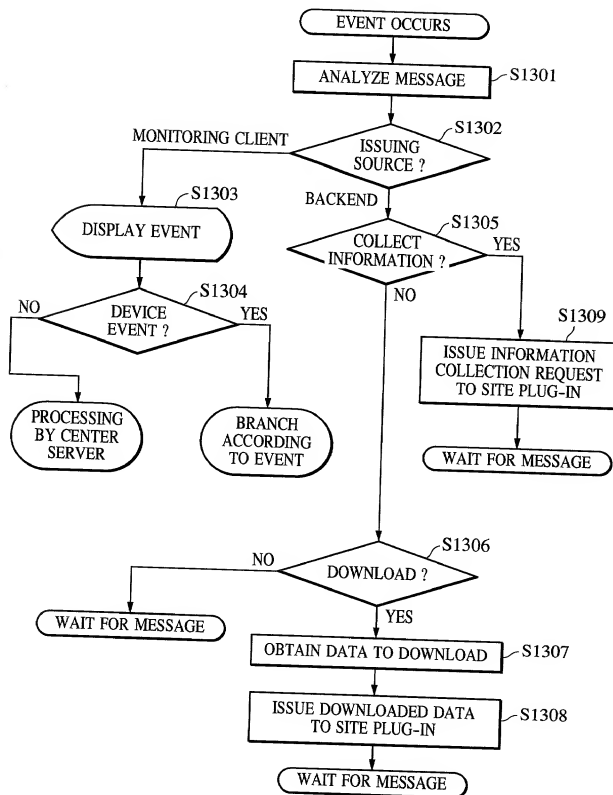 EVENT OCCURS
ANALYZE MESSAGE
S1301
S1302
MONITORING CLIENT
ISSUING
SOURCE ?
S1303
BACKEND
S1305
DISPLAY EVENT
COLLECT
INFORMATION ?
YES
S1304
NO
NO
DEVICE
EVENT ?
YES
S1309
ISSUE INFORMATION
COLLECTION REQUEST
TO SITE PLUG-IN
PROCESSING
BY CENTER
SERVER
BRANCH
ACCORDING
TO EVENT
WAIT FOR MESSAGE
S1306
NO
DOWNLOAD ?
YES
WAIT FOR MESSAGE
OBTAIN DATA TO DOWNLOAD
S1307
ISSUE DOWNLOADED DATA
TO SITE PLUG-IN
S1308
WAIT FOR MESSAGE